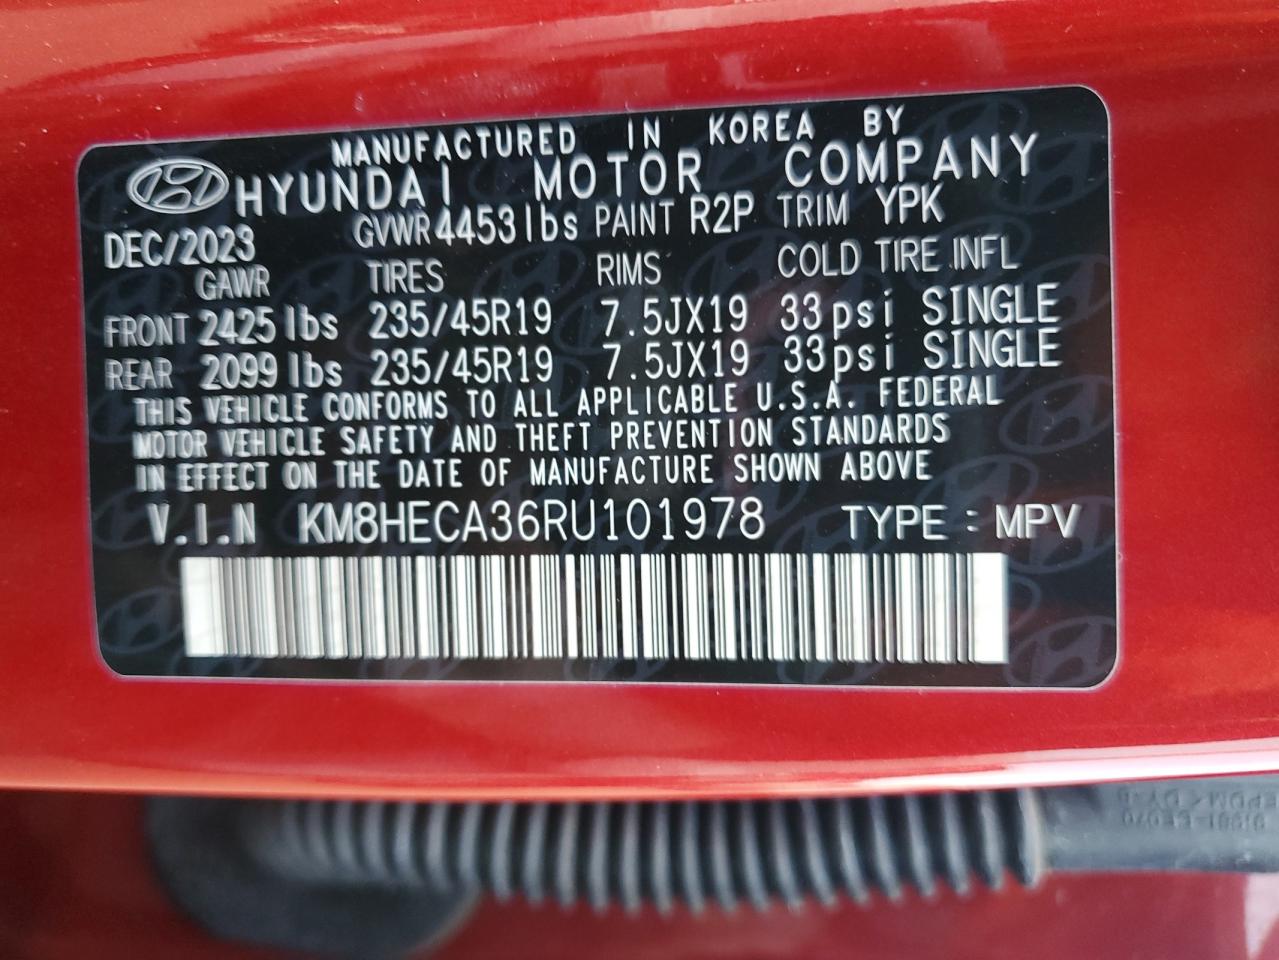 MANUFACTURED IN KOREA BY
HYUNDAI MOTOR COMPANY
DEC/2023 GVWR 4453lbs PAINT R2P TRIM YPK
GAWR TIRES RIMS COLD TIRE INFL
FRONT 2425 lbs 235/45R19 7.5JX19 33psi SINGLE
REAR 2099 lbs 235/45R19 7.5JX19 33psi SINGLE
THIS VEHICLE CONFORMS TO ALL APPLICABLE U.S.A. FEDERAL
MOTOR VEHICLE SAFETY AND THEFT PREVENTION STANDARDS
IN EFFECT ON THE DATE OF MANUFACTURE SHOWN ABOVE
V.I.N KM8HECA36RU101978 TYPE : MPV